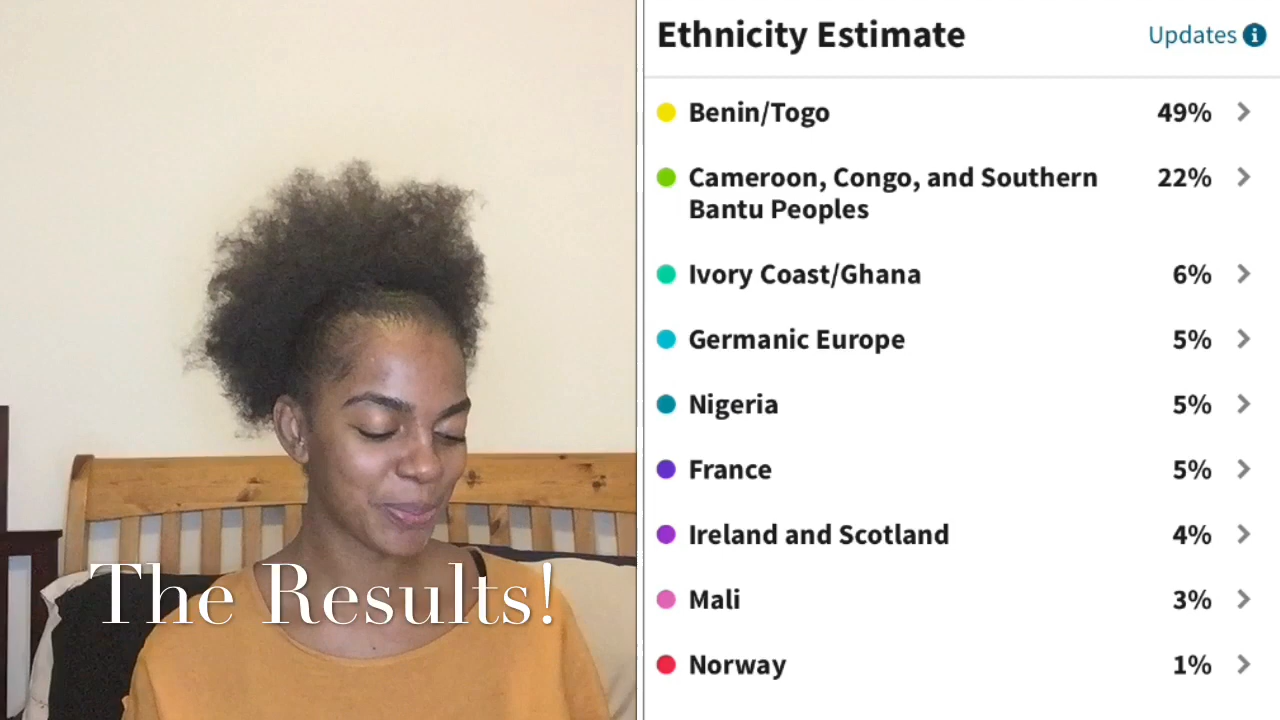 Ethnicity Estimate
Updates
Benin/Togo 49%
Cameroon, Congo, and Southern 22%
Bantu Peoples
Ivory Coast/Ghana 6%
Germanic Europe 5%
Nigeria 5%
France 5%
Ireland and Scotland 4%
Mali 3%
Norway 1%
The Results!